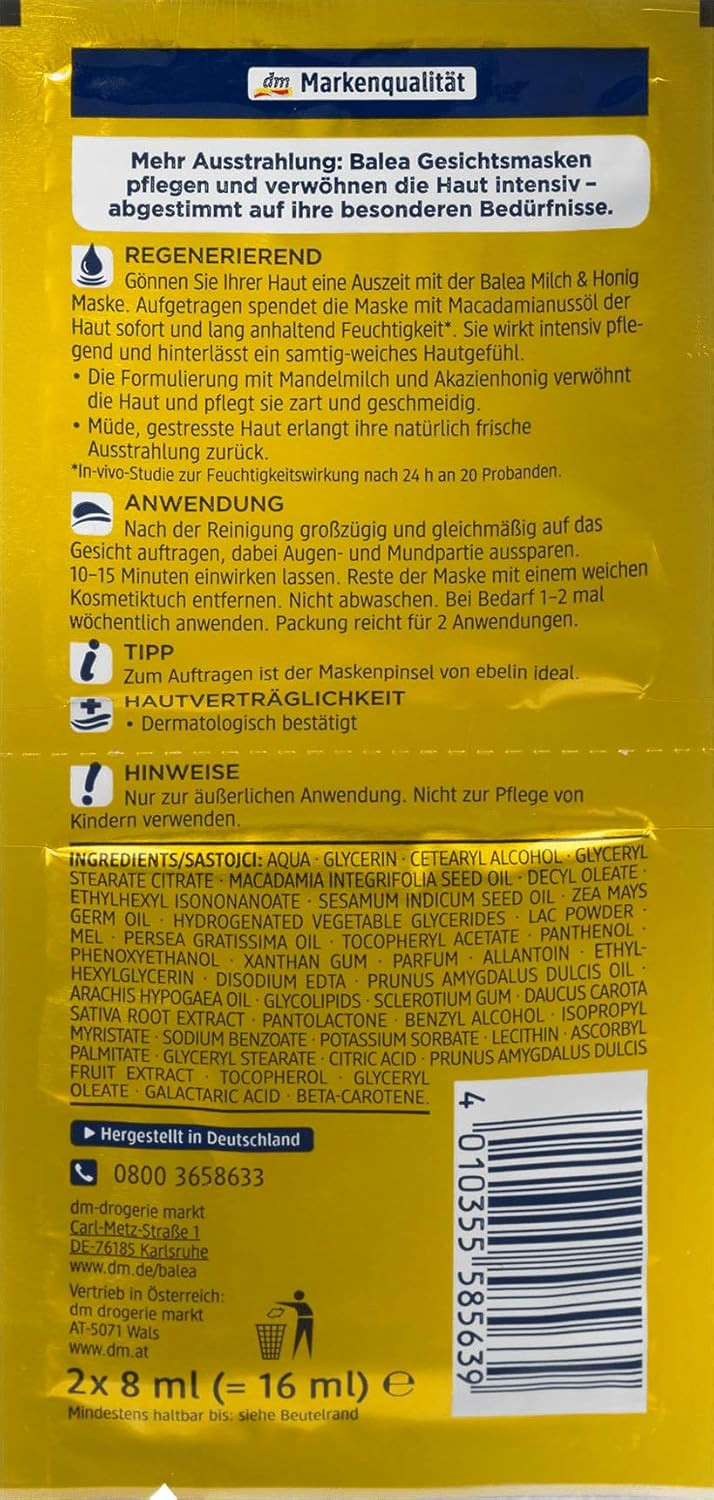 dm Markenqualität
Mehr Ausstrahlung: Balea Gesichtsmasken
pflegen und verwöhnen die Haut intensiv –
abgestimmt auf ihre besonderen Bedürfnisse.
REGENERIEREND
Gönnen Sie Ihrer Haut eine Auszeit mit der Balea Milch & Honig
Maske. Aufgetragen spendet die Maske mit Macadamianussöl der
Haut sofort und lang anhaltend Feuchtigkeit*. Sie wirkt intensiv pfle-
gend und hinterlässt ein samtig-weiches Hautgefühl.
• Die Formulierung mit Mandelmilch und Akazienhonig verwöhnt
die Haut und pflegt sie zart und geschmeidig.
• Müde, gestresste Haut erlangt ihre natürlich frische
Ausstrahlung zurück.
*In-vivo-Studie zur Feuchtigkeitswirkung nach 24 h an 20 Probanden.
ANWENDUNG
Nach der Reinigung großzügig und gleichmäßig auf das
Gesicht auftragen, dabei Augen- und Mundpartie aussparen.
10–15 Minuten einwirken lassen. Reste der Maske mit einem weichen
Kosmetiktuch entfernen. Nicht abwaschen. Bei Bedarf 1–2 mal
wöchentlich anwenden. Packung reicht für 2 Anwendungen.
TIPP
Zum Auftragen ist der Maskenpinsel von ebelin ideal.
HAUTVERTRÄGLICHKEIT
• Dermatologisch bestätigt
HINWEISE
Nur zur äußerlichen Anwendung. Nicht zur Pflege von
Kindern verwenden.
INGREDIENTS/SASTOJCI: AQUA · GLYCERIN · CETEARYL ALCOHOL · GLYCERYL
STEARATE CITRATE · MACADAMIA INTEGRIFOLIA SEED OIL · DECYL OLEATE ·
ETHYLHEXYL ISONONANOATE · SESAMUM INDICUM SEED OIL · ZEA MAYS
GERM OIL · HYDROGENATED VEGETABLE GLYCERIDES · LAC POWDER ·
MEL · PERSEA GRATISSIMA OIL · TOCOPHERYL ACETATE · PANTHENOL ·
PHENOXYETHANOL · XANTHAN GUM · PARFUM · ALLANTOIN · ETHYL-
HEXYLGLYCERIN · DISODIUM EDTA · PRUNUS AMYGDALUS DULCIS OIL ·
ARACHIS HYPOGAEA OIL · GLYCOLIPIDS · SCLEROTIUM GUM · DAUCUS CAROTA
SATIVA ROOT EXTRACT · PANTOLACTONE · BENZYL ALCOHOL · ISOPROPYL
MYRISTATE · SODIUM BENZOATE · POTASSIUM SORBATE · LECITHIN · ASCORBYL
PALMITATE · GLYCERYL STEARATE · CITRIC ACID · PRUNUS AMYGDALUS DULCIS
FRUIT EXTRACT · TOCOPHEROL · GLYCERYL
OLEATE · GALACTARIC ACID · BETA-CAROTENE.
Hergestellt in Deutschland
0800 3658633
dm-drogerie markt
Carl-Metz-Straße 1
DE-76185 Karlsruhe
www.dm.de/balea
Vertrieb in Österreich:
dm drogerie markt
AT-5071 Wals
www.dm.at
2x 8 ml (= 16 ml) ℮
Mindestens haltbar bis: siehe Beutelrand
4 010355 585639